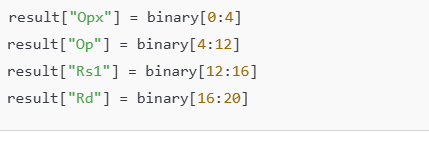 result["Opx"] = binary[0:4]
result["Op"] = binary[4:12]
result["Rs1"] = binary[12:16]
result["Rd"] = binary[16:20]